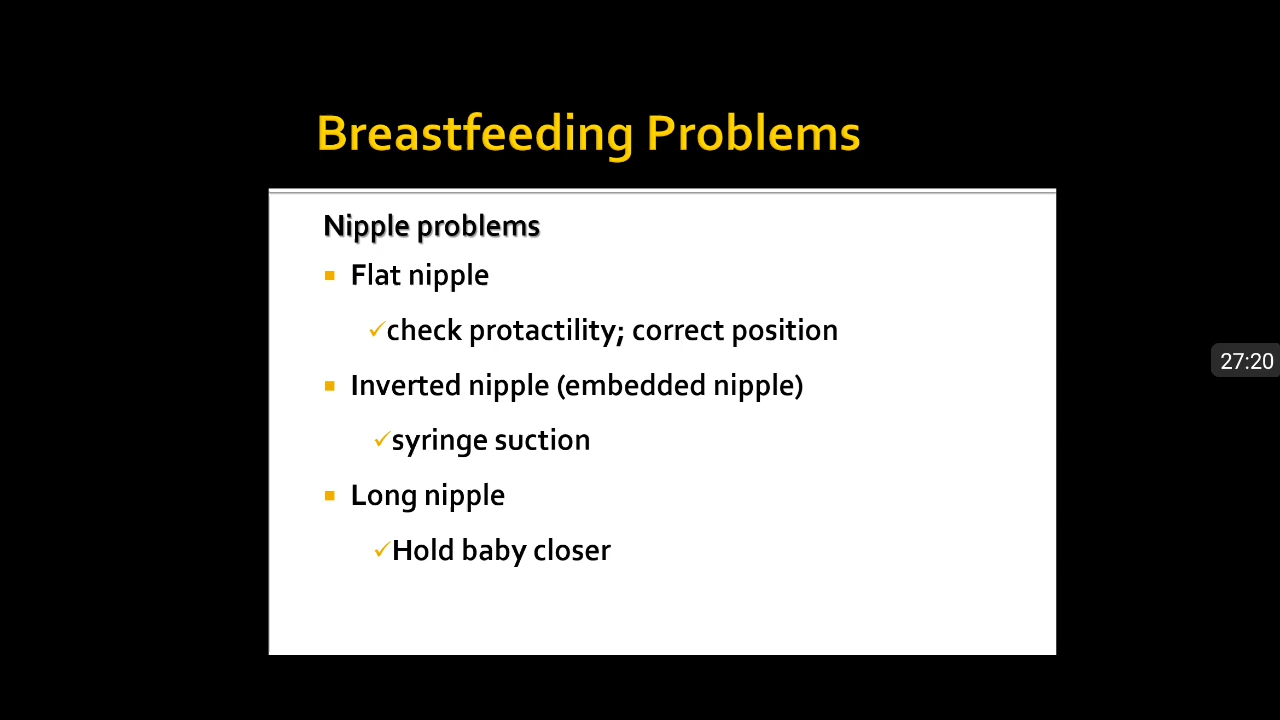 Breastfeeding Problems
Nipple problems
Flat nipple
check protactility; correct position
Inverted nipple (embedded nipple)
syringe suction
Long nipple
Hold baby closer
27:20